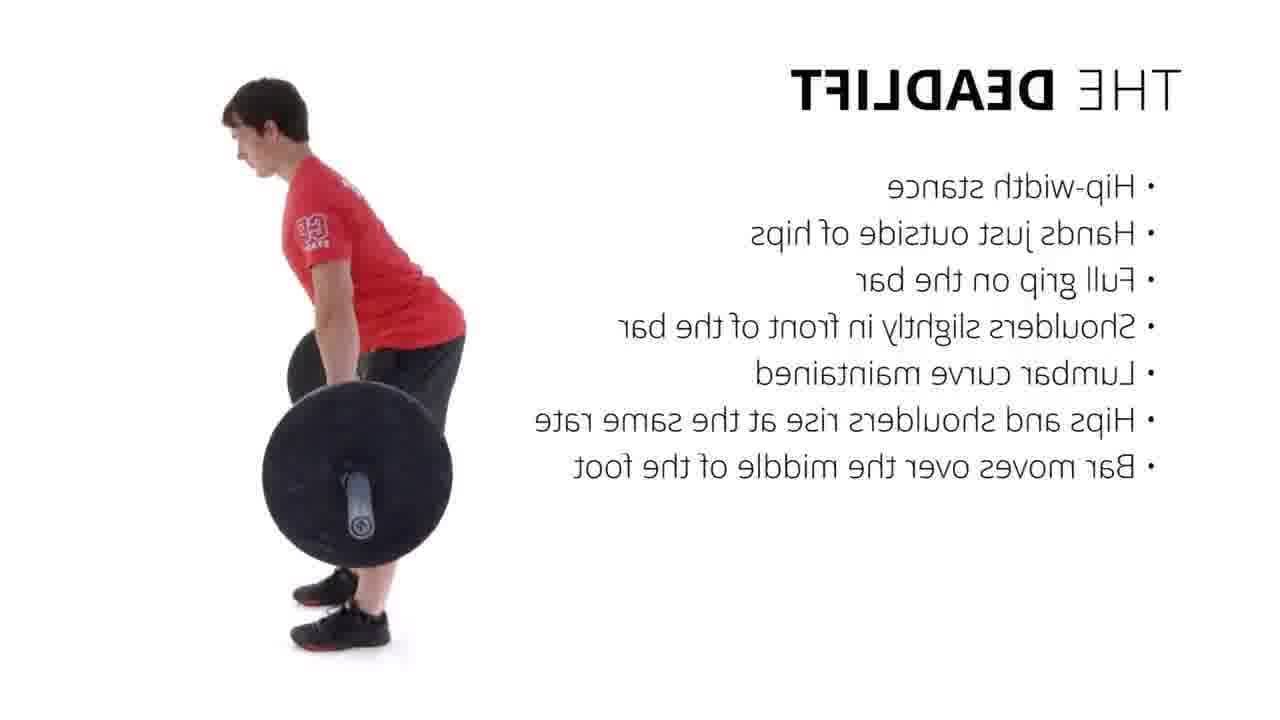 THE DEADLIFT
• Hip-width stance
• Hands just outside of hips
• Full grip on the bar
• Shoulders slightly in front of the bar
• Lumbar curve maintained
• Hips and shoulders rise at the same rate
• Bar moves over the middle of the foot